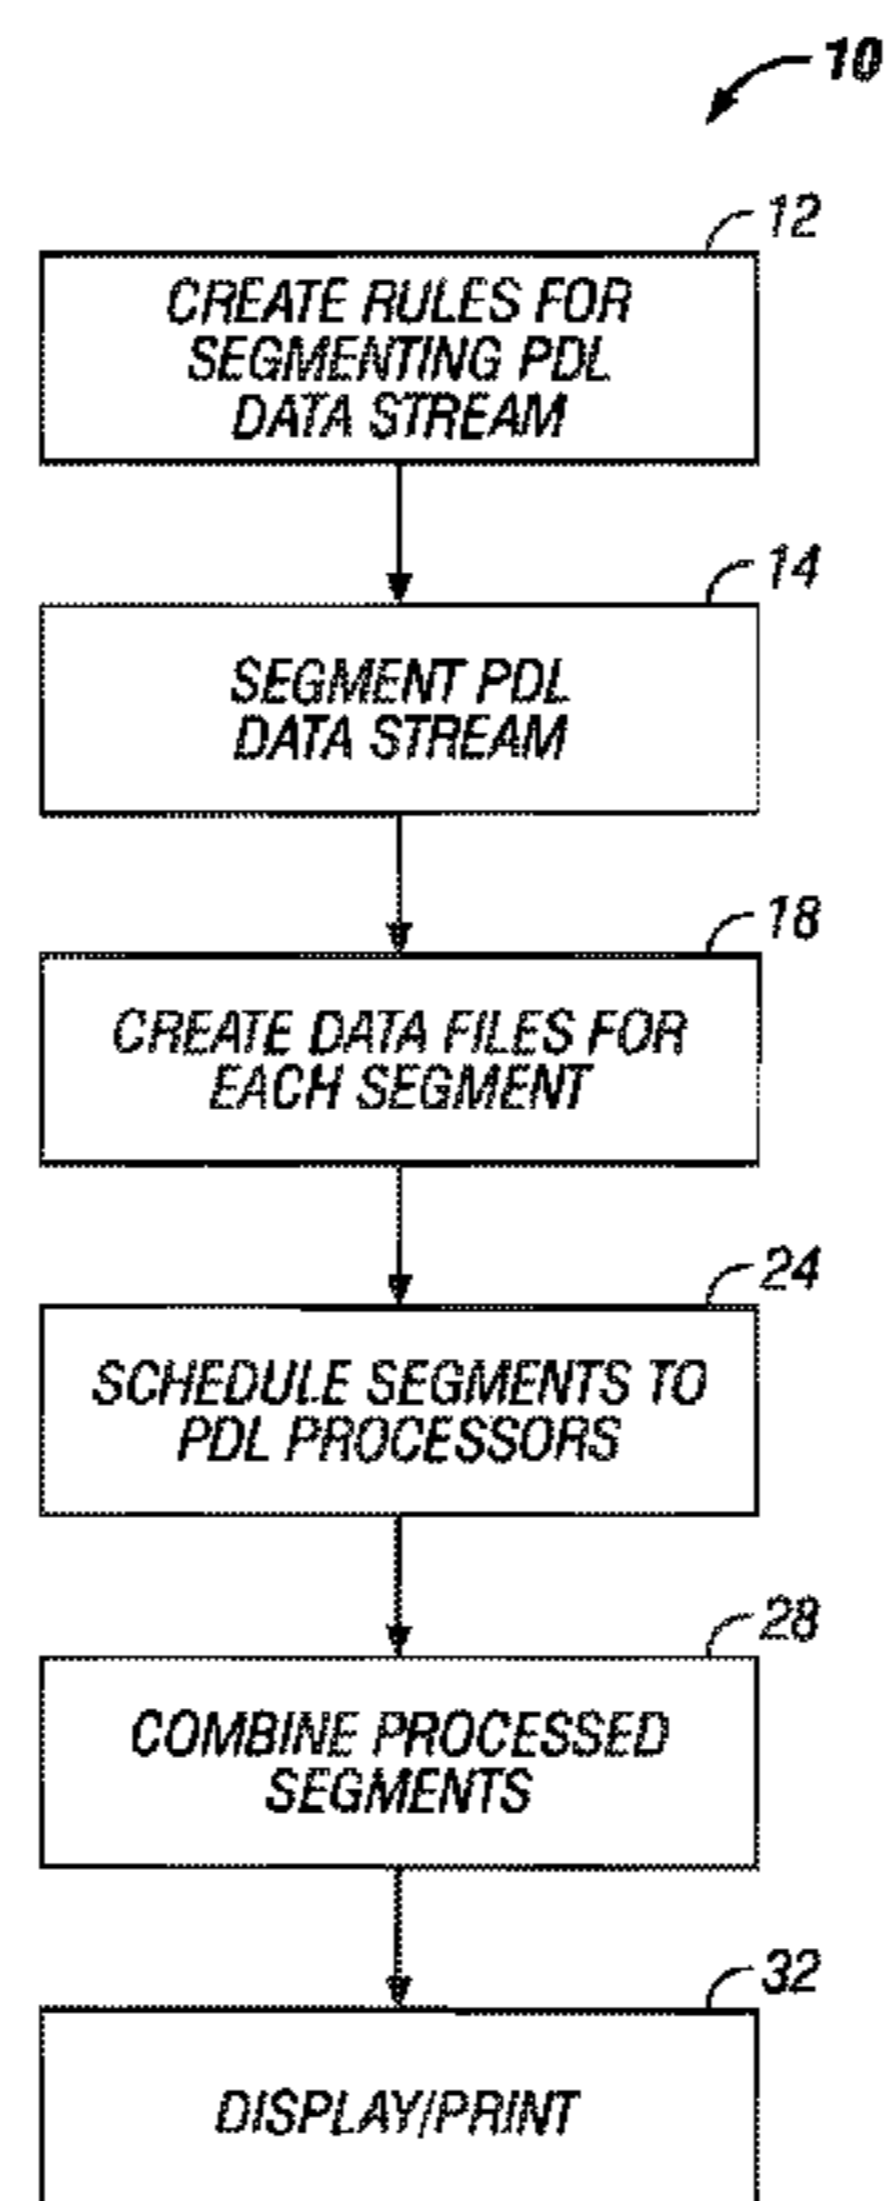 10
12
CREATE RULES FOR
SEGMENTING PDL
DATA STREAM
14
SEGMENT PDL
DATA STREAM
18
CREATE DATA FILES FOR
EACH SEGMENT
24
SCHEDULE SEGMENTS TO
PDL PROCESSORS
28
COMBINE PROCESSED
SEGMENTS
32
DISPLAY/PRINT